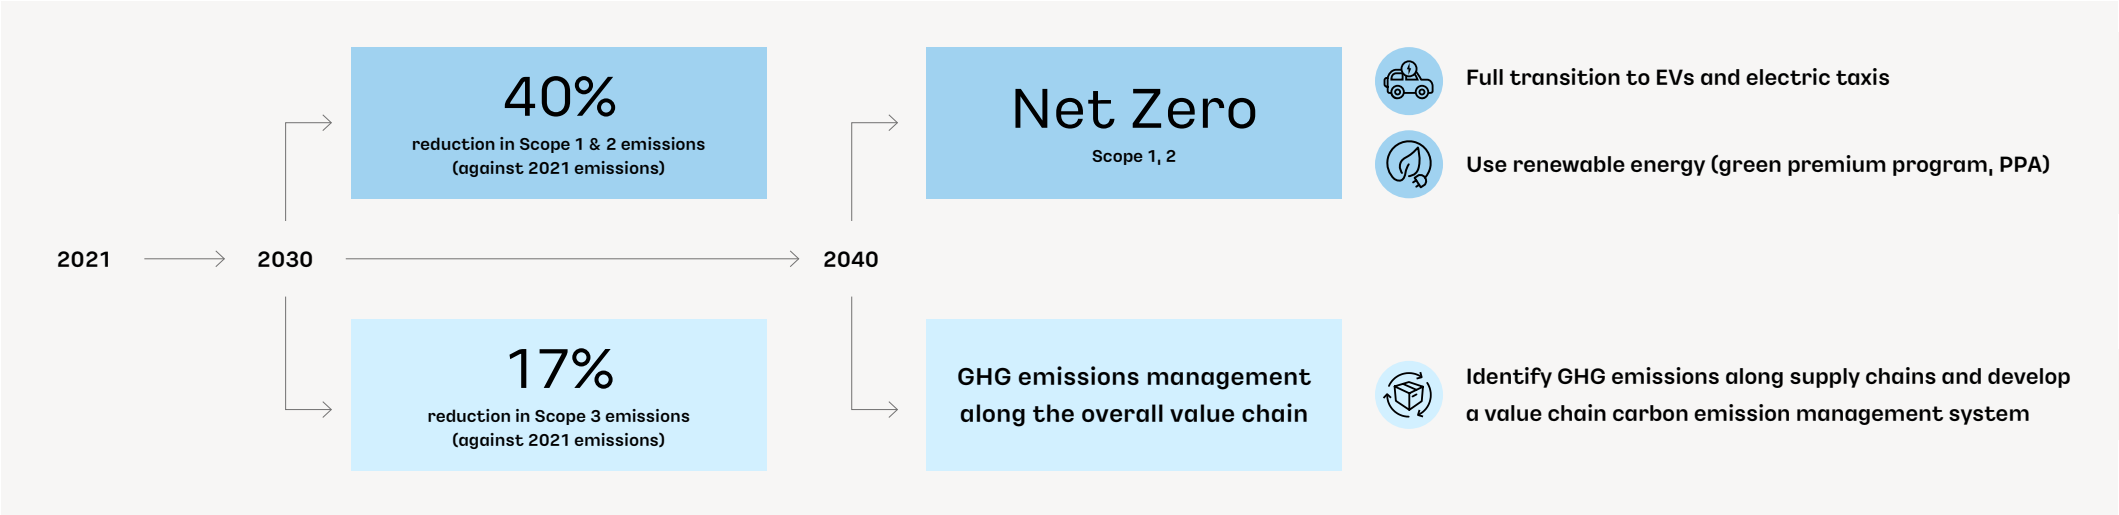 2021
2030
40%
reduction in Scope 1 & 2 emissions
(against 2021 emissions)
17%
reduction in Scope 3 emissions
(against 2021 emissions)
2040
Net Zero
Scope 1, 2
Full transition to EVs and electric taxis
Use renewable energy (green premium program, PPA)
GHG emissions management
along the overall value chain
Identify GHG emissions along supply chains and develop
a value chain carbon emission management system